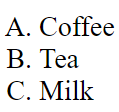 A. Coffee
B. Tea
C. Milk